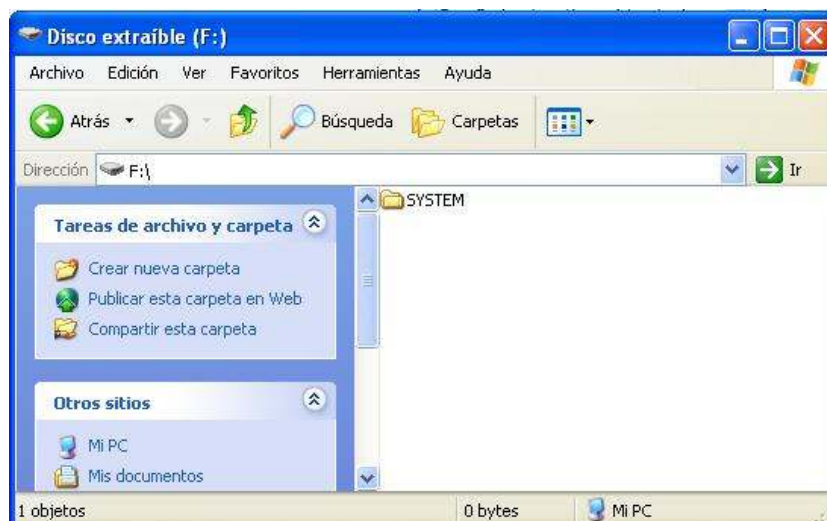 Disco extraíble (F:)
Archivo Edición Ver Favoritos Herramientas Ayuda
Atrás Búsqueda Carpetas
Dirección F:\ Ir
Tareas de archivo y carpeta
Crear nueva carpeta
Publicar esta carpeta en Web
Compartir esta carpeta
Otros sitios
Mi PC
Mis documentos
SYSTEM
1 objetos 0 bytes Mi PC